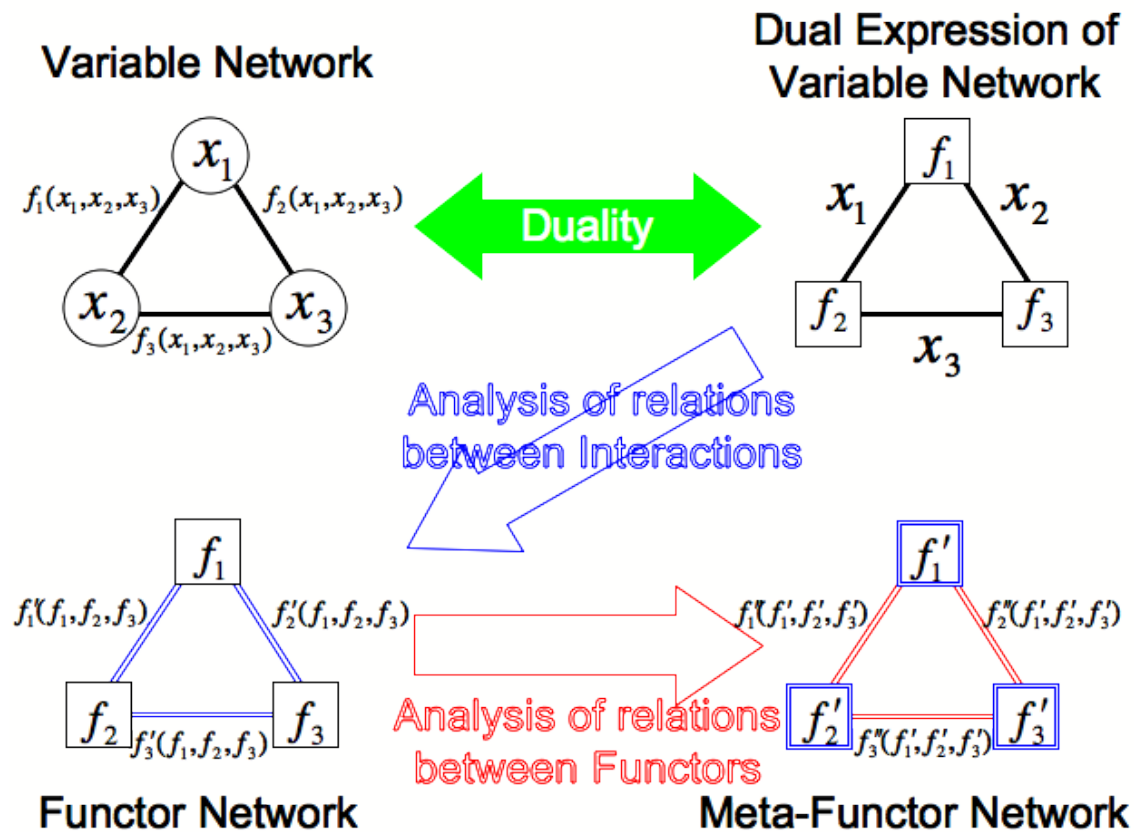 Variable Network
Dual Expression of
Variable Network
x₁
f₁(x₁,x₂,x₃)
f₂(x₁,x₂,x₃)
x₂
x₃
f₃(x₁,x₂,x₃)
Duality
f₁
x₁
x₂
f₂
f₃
x₃
Analysis of relations
between Interactions
f₁
f₁′(f₁,f₂,f₃)
f₂′(f₁,f₂,f₃)
f₂
f₃
f₃′(f₁,f₂,f₃)
Functor Network
Analysis of relations
between Functors
f₁′
f₁″(f₁′,f₂′,f₃′)
f₂″(f₁′,f₂′,f₃′)
f₂′
f₃′
f₃″(f₁′,f₂′,f₃′)
Meta-Functor Network